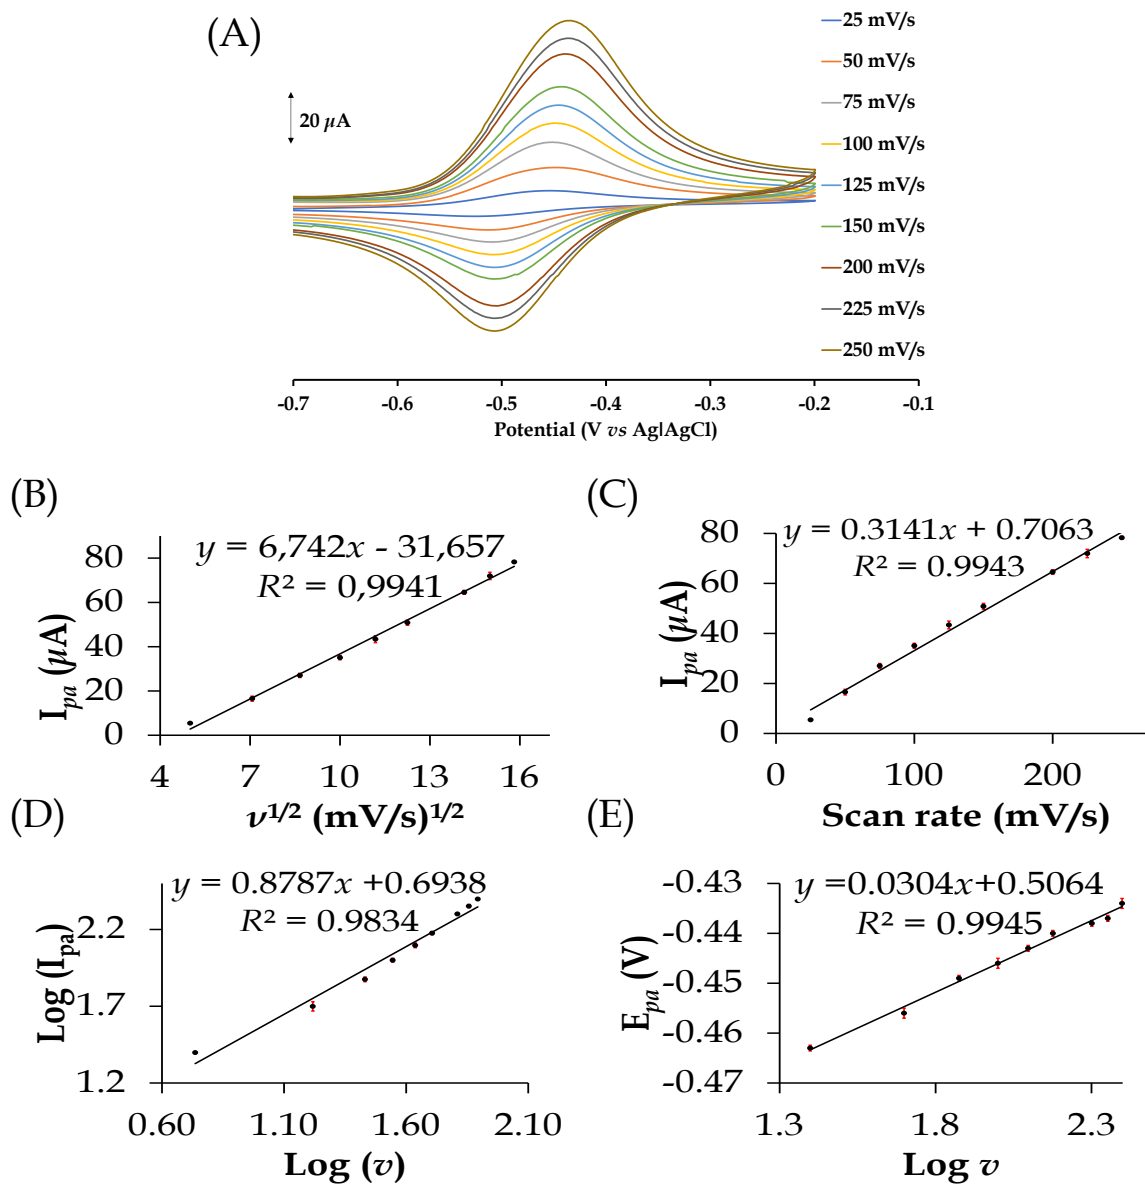 (A)
20 μA
25 mV/s
50 mV/s
75 mV/s
100 mV/s
125 mV/s
150 mV/s
200 mV/s
225 mV/s
250 mV/s
-0.7 -0.6 -0.5 -0.4 -0.3 -0.2 -0.1
Potential (V vs Ag|AgCl)
(B)
y = 6,742x - 31,657
R² = 0,9941
80
60
40
20
0
I_pa (μA)
4 7 10 13 16
ν^1/2 (mV/s)^1/2
(C)
y = 0.3141x + 0.7063
R² = 0.9943
80
60
40
20
0
I_pa (μA)
0 100 200
Scan rate (mV/s)
(D)
y = 0.8787x +0.6938
R² = 0.9834
2.2
1.7
1.2
Log (I_pa)
0.60 1.10 1.60 2.10
Log (v)
(E)
y =0.0304x+0.5064
R² = 0.9945
-0.43
-0.44
-0.45
-0.46
-0.47
E_pa (V)
1.3 1.8 2.3
Log v